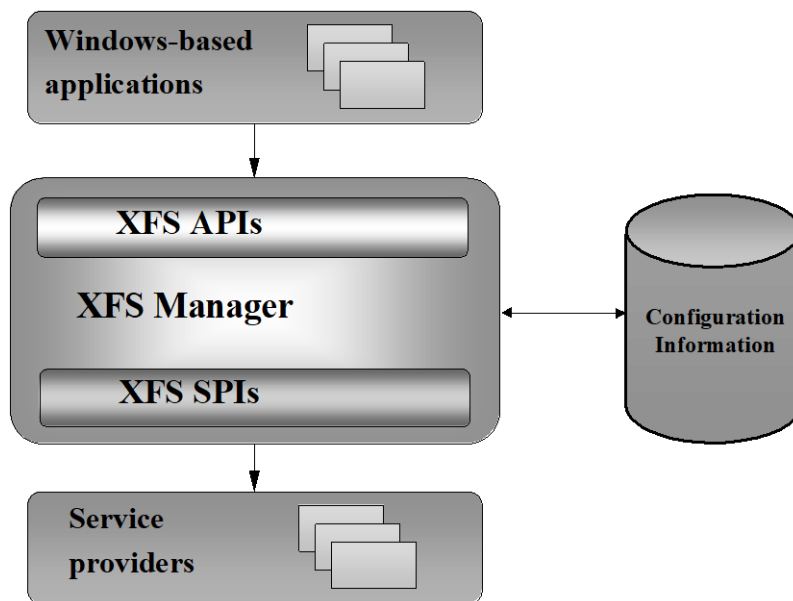 Windows-based
applications
XFS APIs
XFS Manager
XFS SPIs
Configuration
Information
Service
providers